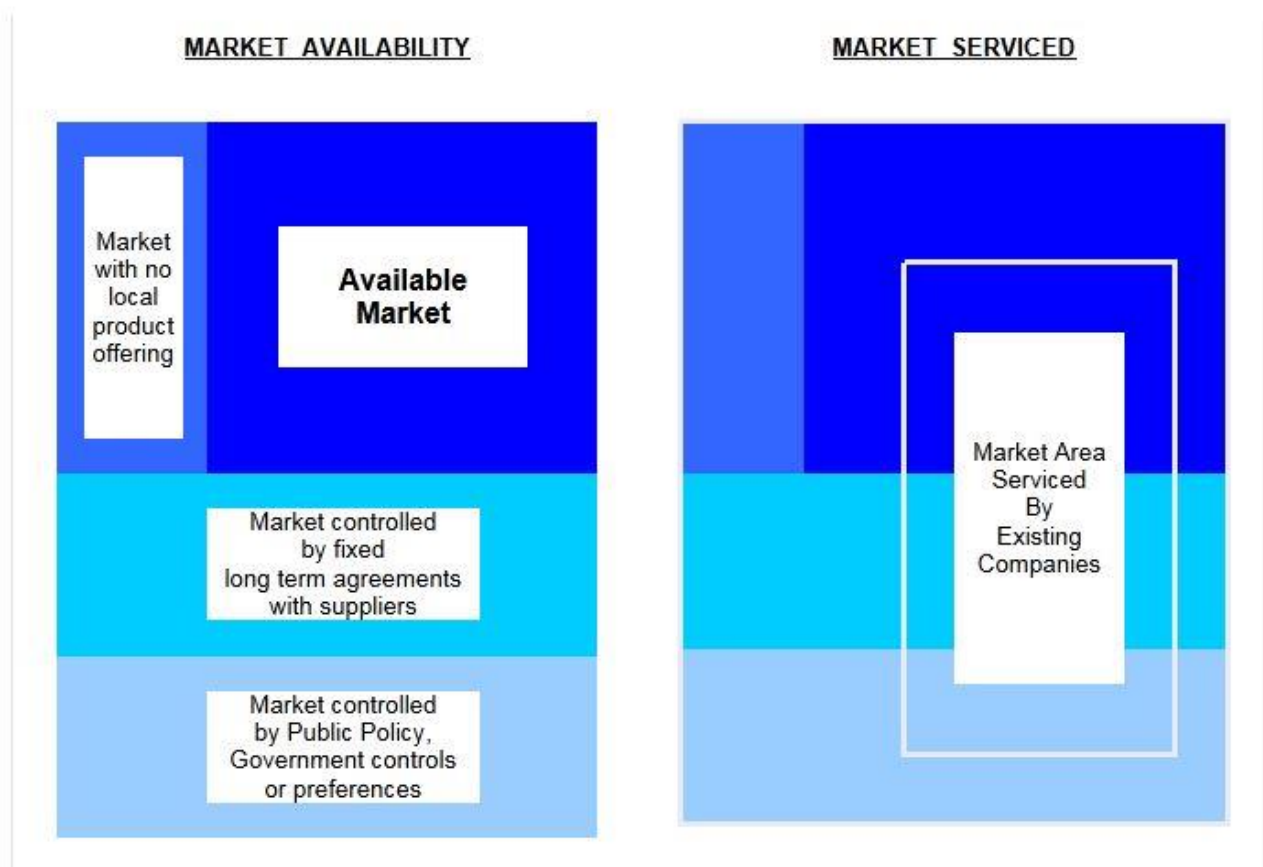 MARKET AVAILABILITY
Market
with no
local
product
offering
Available
Market
Market controlled
by fixed
long term agreements
with suppliers
Market controlled
by Public Policy,
Government controls
or preferences
MARKET SERVICED
Market Area
Serviced
By
Existing
Companies